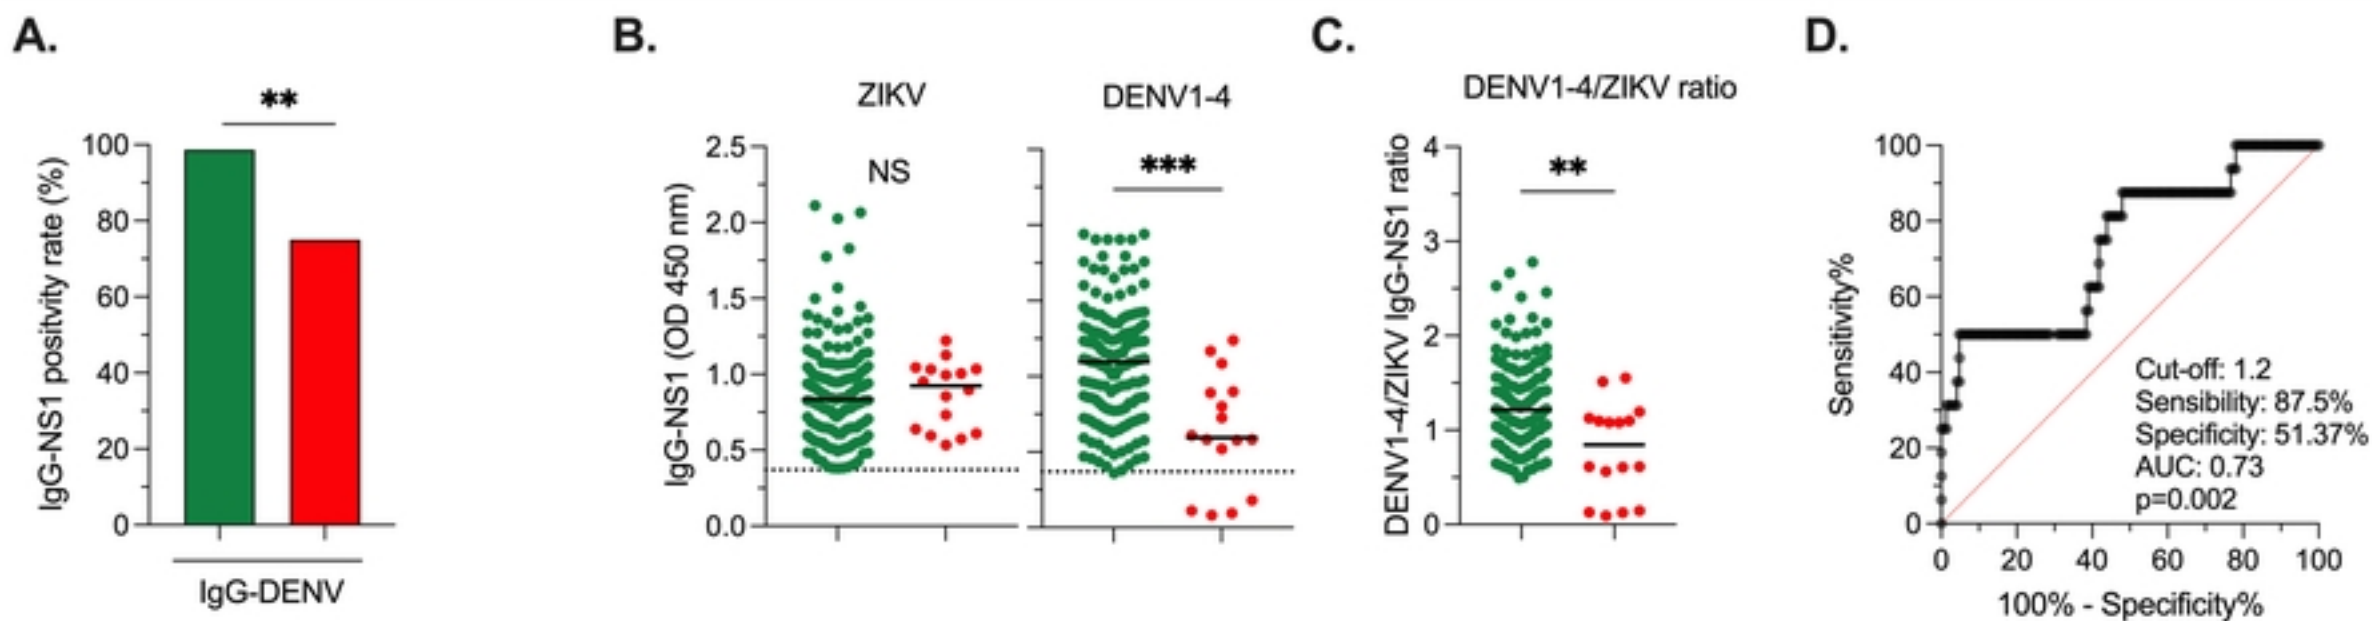 A.
**
IgG-NS1 positivty rate (%)
100
80
60
40
20
0
IgG-DENV
B.
ZIKV
DENV1-4
IgG-NS1 (OD 450 nm)
2.5
2.0
1.5
1.0
0.5
0.0
NS
***
C.
DENV1-4/ZIKV ratio
DENV1-4/ZIKV IgG-NS1 ratio
4
3
2
1
0
**
D.
Sensitivity%
100
80
60
40
20
0
Cut-off: 1.2
Sensibility: 87.5%
Specificity: 51.37%
AUC: 0.73
p=0.002
0 20 40 60 80 100
100% - Specificity%